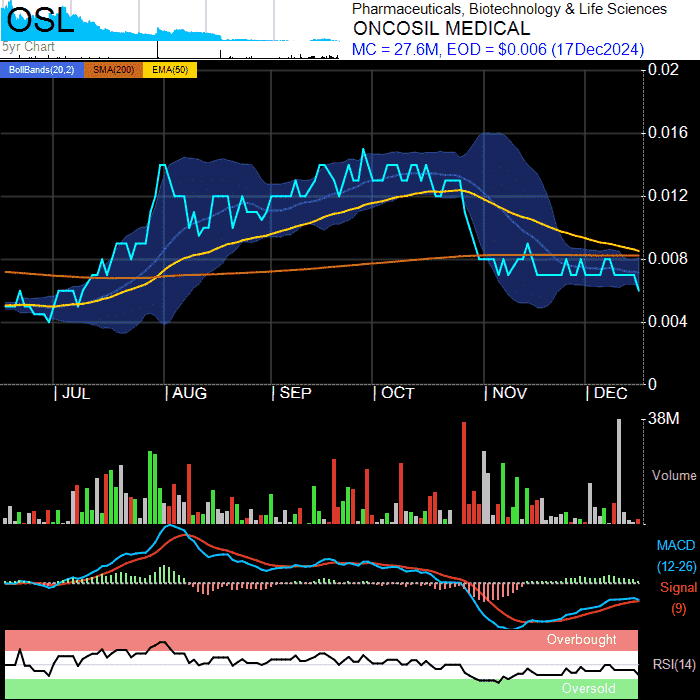 OSL
5yr Chart
Pharmaceuticals, Biotechnology & Life Sciences
ONCOSIL MEDICAL
MC = 27.6M, EOD = $0.006 (17Dec2024)
BollBands(20,2) SMA(200) EMA(50)
0.02
0.016
0.012
0.008
0.004
0
JUL AUG SEP OCT NOV DEC
38M
Volume
MACD
(12-26)
Signal
(9)
Overbought
RSI(14)
Oversold